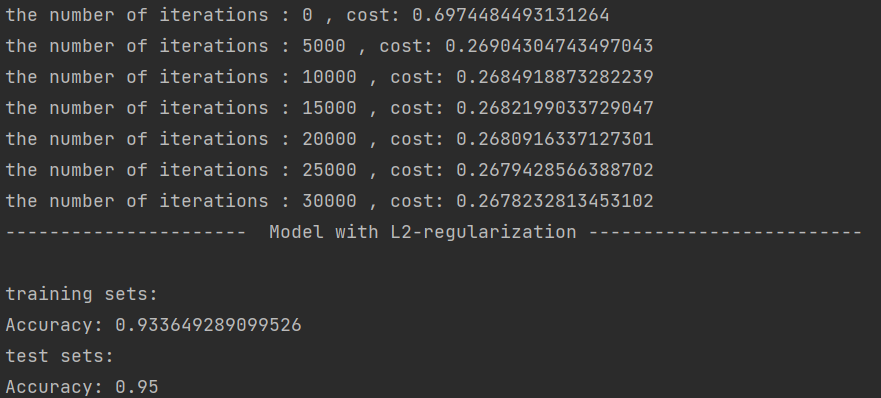 the number of iterations : 0 , cost: 0.6974484493131264
the number of iterations : 5000 , cost: 0.26904304743497043
the number of iterations : 10000 , cost: 0.2684918873282239
the number of iterations : 15000 , cost: 0.2682199033729047
the number of iterations : 20000 , cost: 0.2680916337127301
the number of iterations : 25000 , cost: 0.2679428566388702
the number of iterations : 30000 , cost: 0.2678232813453102
----------------------  Model with L2-regularization -------------------------
training sets:
Accuracy: 0.933649289099526
test sets:
Accuracy: 0.95